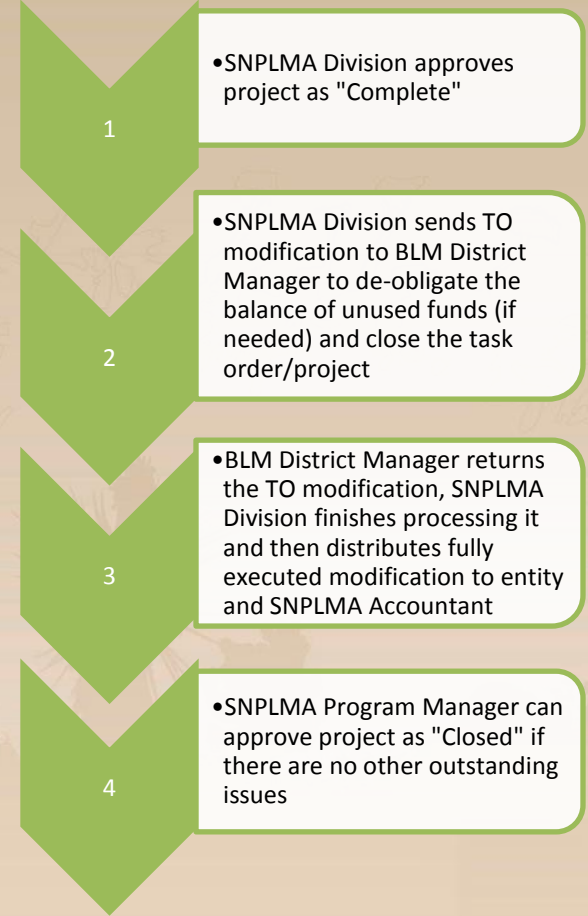 1
•SNPLMA Division approves
project as "Complete"
2
•SNPLMA Division sends TO
modification to BLM District
Manager to de-obligate the
balance of unused funds (if
needed) and close the task
order/project
3
•BLM District Manager returns
the TO modification, SNPLMA
Division finishes processing it
and then distributes fully
executed modification to entity
and SNPLMA Accountant
4
•SNPLMA Program Manager can
approve project as "Closed" if
there are no other outstanding
issues